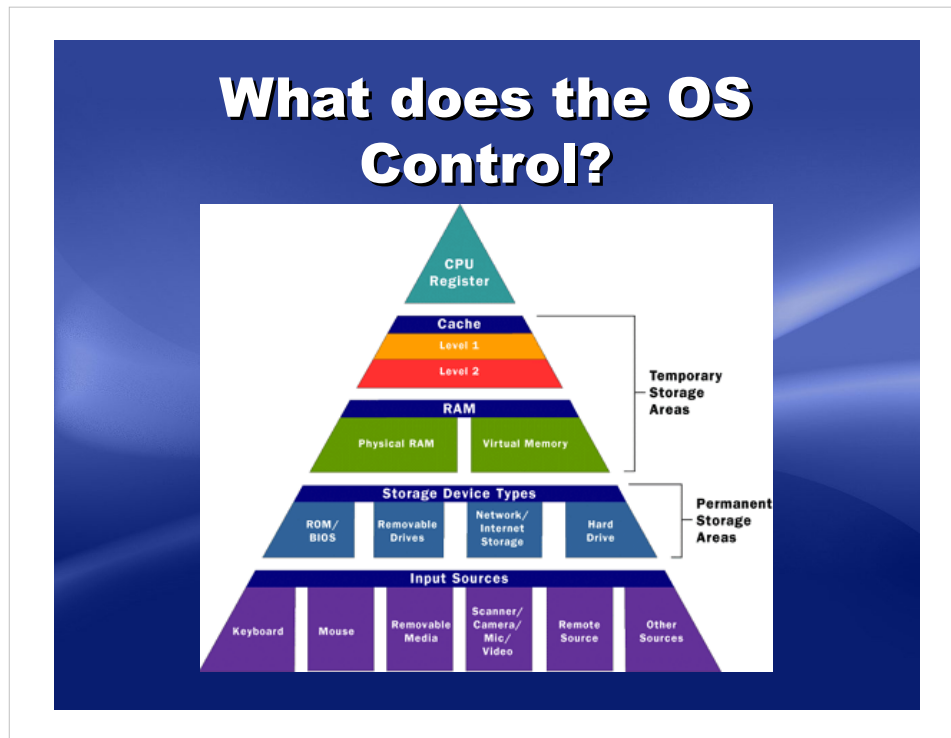 What does the OS
Control?
CPU
Register
Cache
Level 1
Level 2
Temporary
Storage
Areas
RAM
Physical RAM
Virtual Memory
Storage Device Types
ROM/
BIOS
Removable
Drives
Network/
Internet
Storage
Hard
Drive
Permanent
Storage
Areas
Input Sources
Keyboard
Mouse
Removable
Media
Scanner/
Camera/
Mic/
Video
Remote
Source
Other
Sources